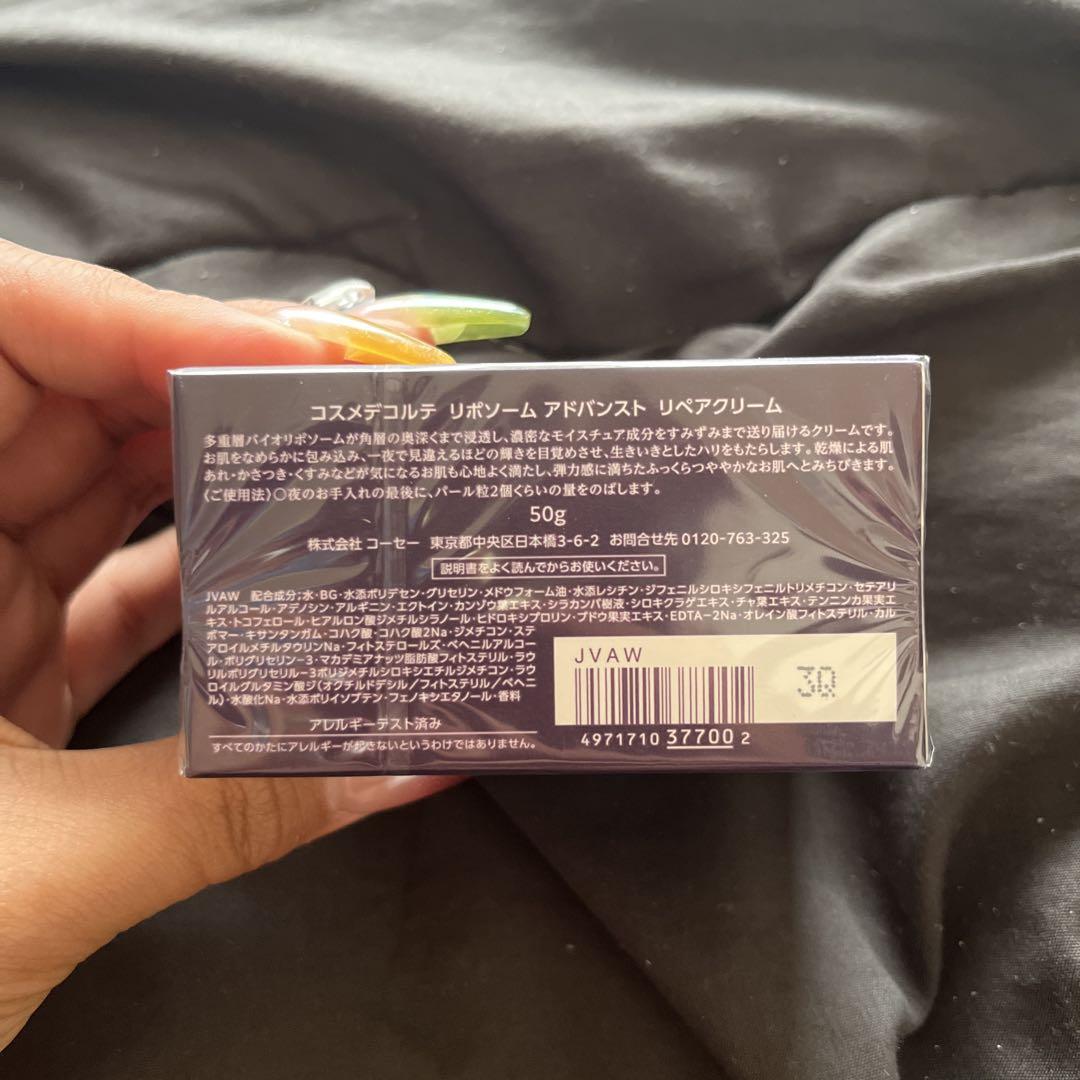 コスメデコルテ リポソーム アドバンスト リペアクリーム
多重層バイオリポソームが角層の奥深くまで浸透し、濃密なモイスチュア成分をすみずみまで送り届けるクリームです。
お肌をなめらかに包み込み、一夜で見違えるほどの輝きを目覚めさせ、生きいきとしたハリをもたらします。乾燥による肌
あれ・かさつき・くすみなどが気になるお肌も心地よく満たし、弾力感に満ちたふっくらつややかなお肌へとみちびきます。
〈ご使用法〉○夜のお手入れの最後に、パール粒2個くらいの量をのばします。
50g
株式会社 コーセー 東京都中央区日本橋3-6-2 お問合せ先 0120-763-325
説明書をよく読んでからお使いください。
JVAW 配合成分;水・BG・水添ポリデセン・グリセリン・メドウフォーム油・水添レシチン・ジフェニルシロキシフェニルトリメチコン・セテアリ
ルアルコール・アデノシン・アルギニン・エクトイン・カンゾウ葉エキス・シラカンバ樹液・シロキクラゲエキス・チャ葉エキス・テンニンカ果実エ
キス・トコフェロール・ヒアルロン酸ジメチルシラノール・ヒドロキシプロリン・ブドウ果実エキス・EDTA-2Na・オレイン酸フィトステリル・カル
ボマー・キサンタンガム・コハク酸・コハク酸2Na・ジメチコン・ステ
アロイルメチルタウリンNa・フィトステロールズ・ベヘニルアルコー
ル・ポリグリセリン-3・マカデミアナッツ脂肪酸フィトステリル・ラウ
リルポリグリセリル-3ポリジメチルシロキシエチルジメチコン・ラウ
ロイルグルタミン酸ジ(オクチルドデシル/フィトステリル/ベヘニ
ル)・水酸化Na・水添ポリイソブテン・フェノキシエタノール・香料
アレルギーテスト済み
すべてのかたにアレルギーが起きないというわけではありません。
JVAW
3Q
4971710 37700 2